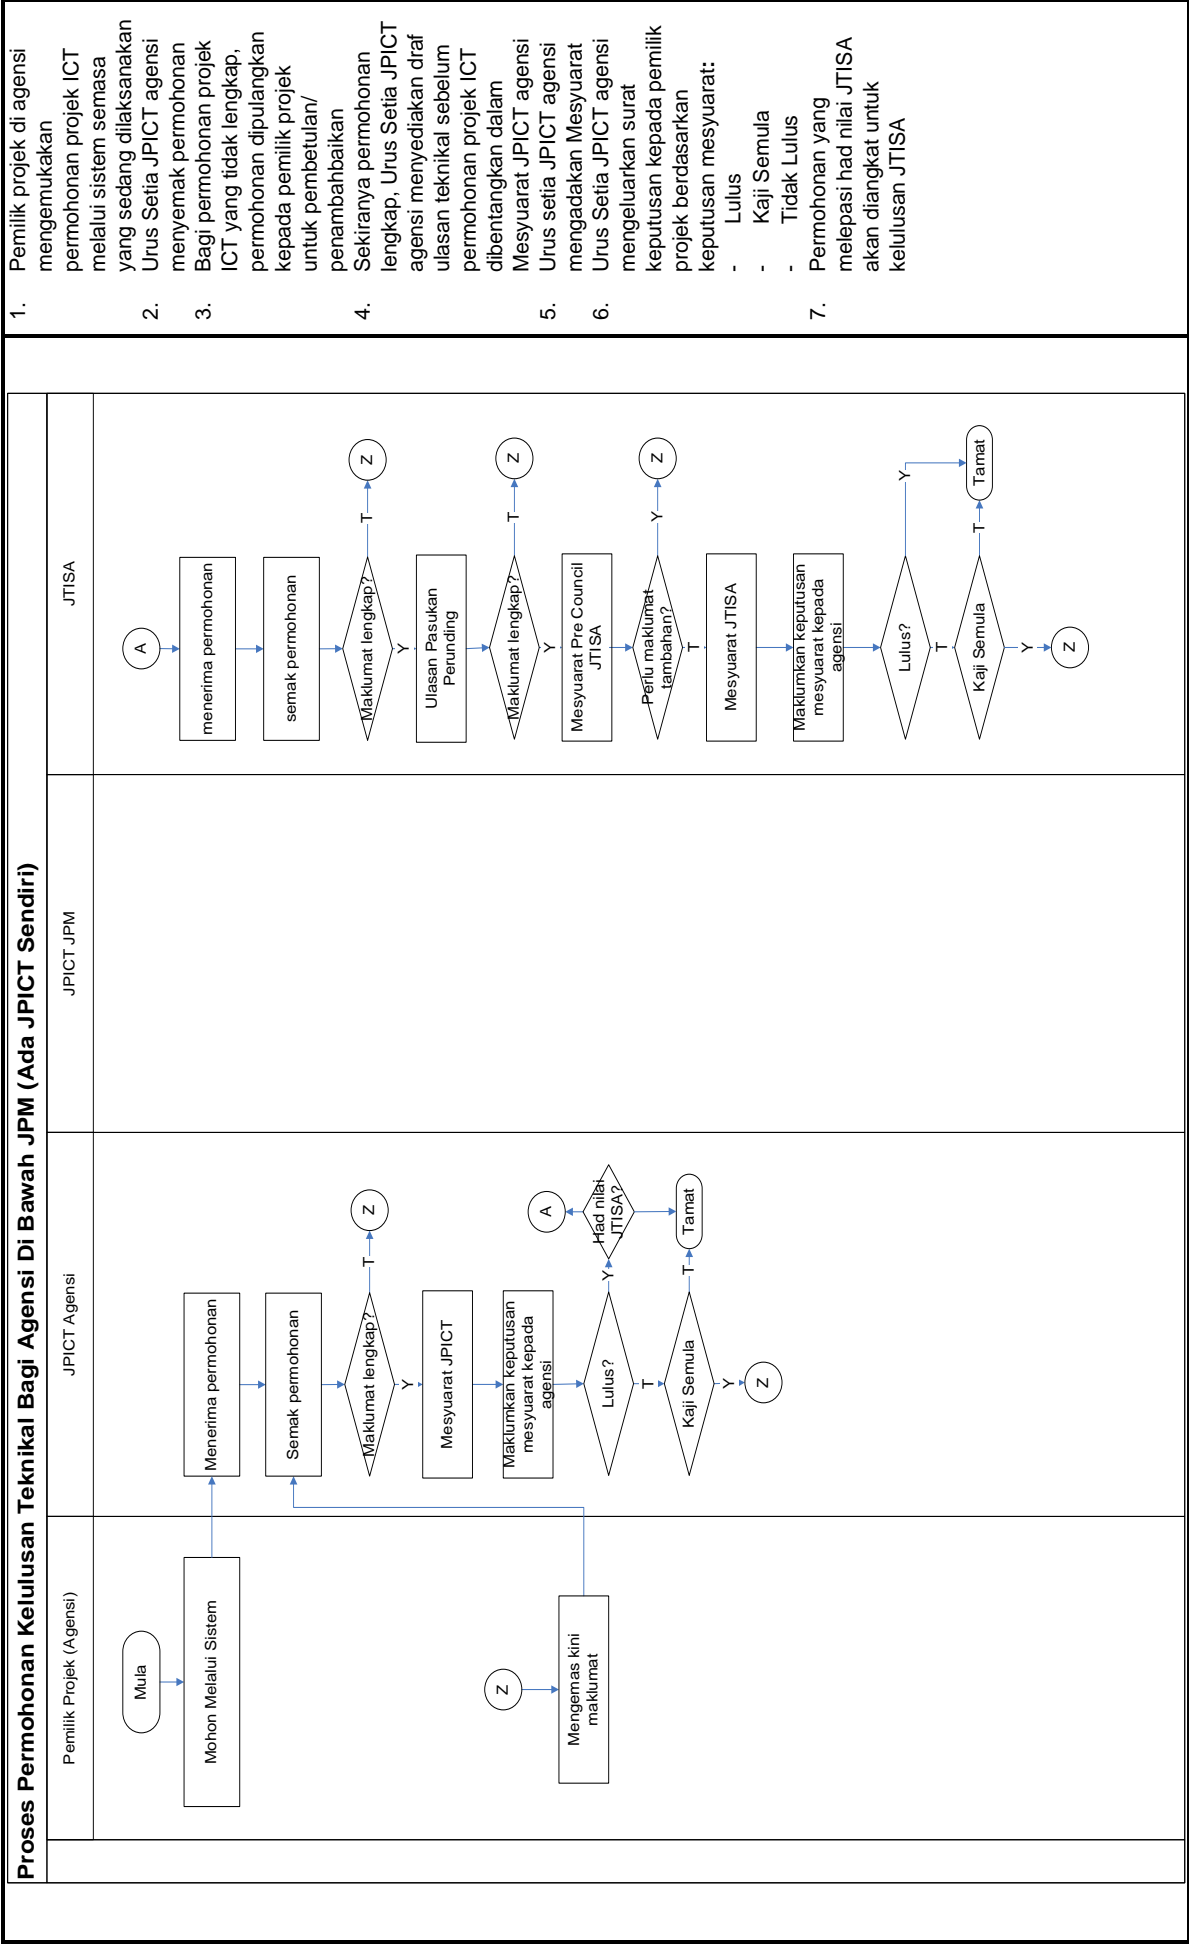 Proses Permohonan Kelulusan Teknikal Bagi Agensi Di Bawah JPM (Ada JPICT Sendiri)
Pemilik Projek (Agensi)
JPICT Agensi
JPICT JPM
JTISA
Mula
Mohon Melalui Sistem
Z
Mengemas kini
maklumat
Menerima permohonan
Semak permohonan
Maklumat lengkap?
T
Z
Y
Mesyuarat JPICT
Maklumkan keputusan
mesyuarat kepada
agensi
Lulus?
Y
Had nilai
JTISA?
A
T
Kaji Semula
T
Tamat
Y
Z
A
menerima permohonan
semak permohonan
Maklumat lengkap?
T
Z
Y
Ulasan Pasukan
Perunding
Maklumat lengkap?
T
Z
Y
Mesyuarat Pre Council
JTISA
Perlu maklumat
tambahan?
Y
Z
T
Mesyuarat JTISA
Maklumkan keputusan
mesyuarat kepada
agensi
Lulus?
Y
T
Kaji Semula
T
Tamat
Y
Z
1. Pemilik projek di agensi
mengemukakan
permohonan projek ICT
melalui sistem semasa
yang sedang dilaksanakan
2. Urus Setia JPICT agensi
menyemak permohonan
3. Bagi permohonan projek
ICT yang tidak lengkap,
permohonan dipulangkan
kepada pemilik projek
untuk pembetulan/
penambahbaikan
4. Sekiranya permohonan
lengkap, Urus Setia JPICT
agensi menyediakan draf
ulasan teknikal sebelum
permohonan projek ICT
dibentangkan dalam
Mesyuarat JPICT agensi
5. Urus setia JPICT agensi
mengadakan Mesyuarat
6. Urus Setia JPICT agensi
mengeluarkan surat
keputusan kepada pemilik
projek berdasarkan
keputusan mesyuarat:
- Lulus
- Kaji Semula
- Tidak Lulus
7. Permohonan yang
melepasi had nilai JTISA
akan diangkat untuk
kelulusan JTISA